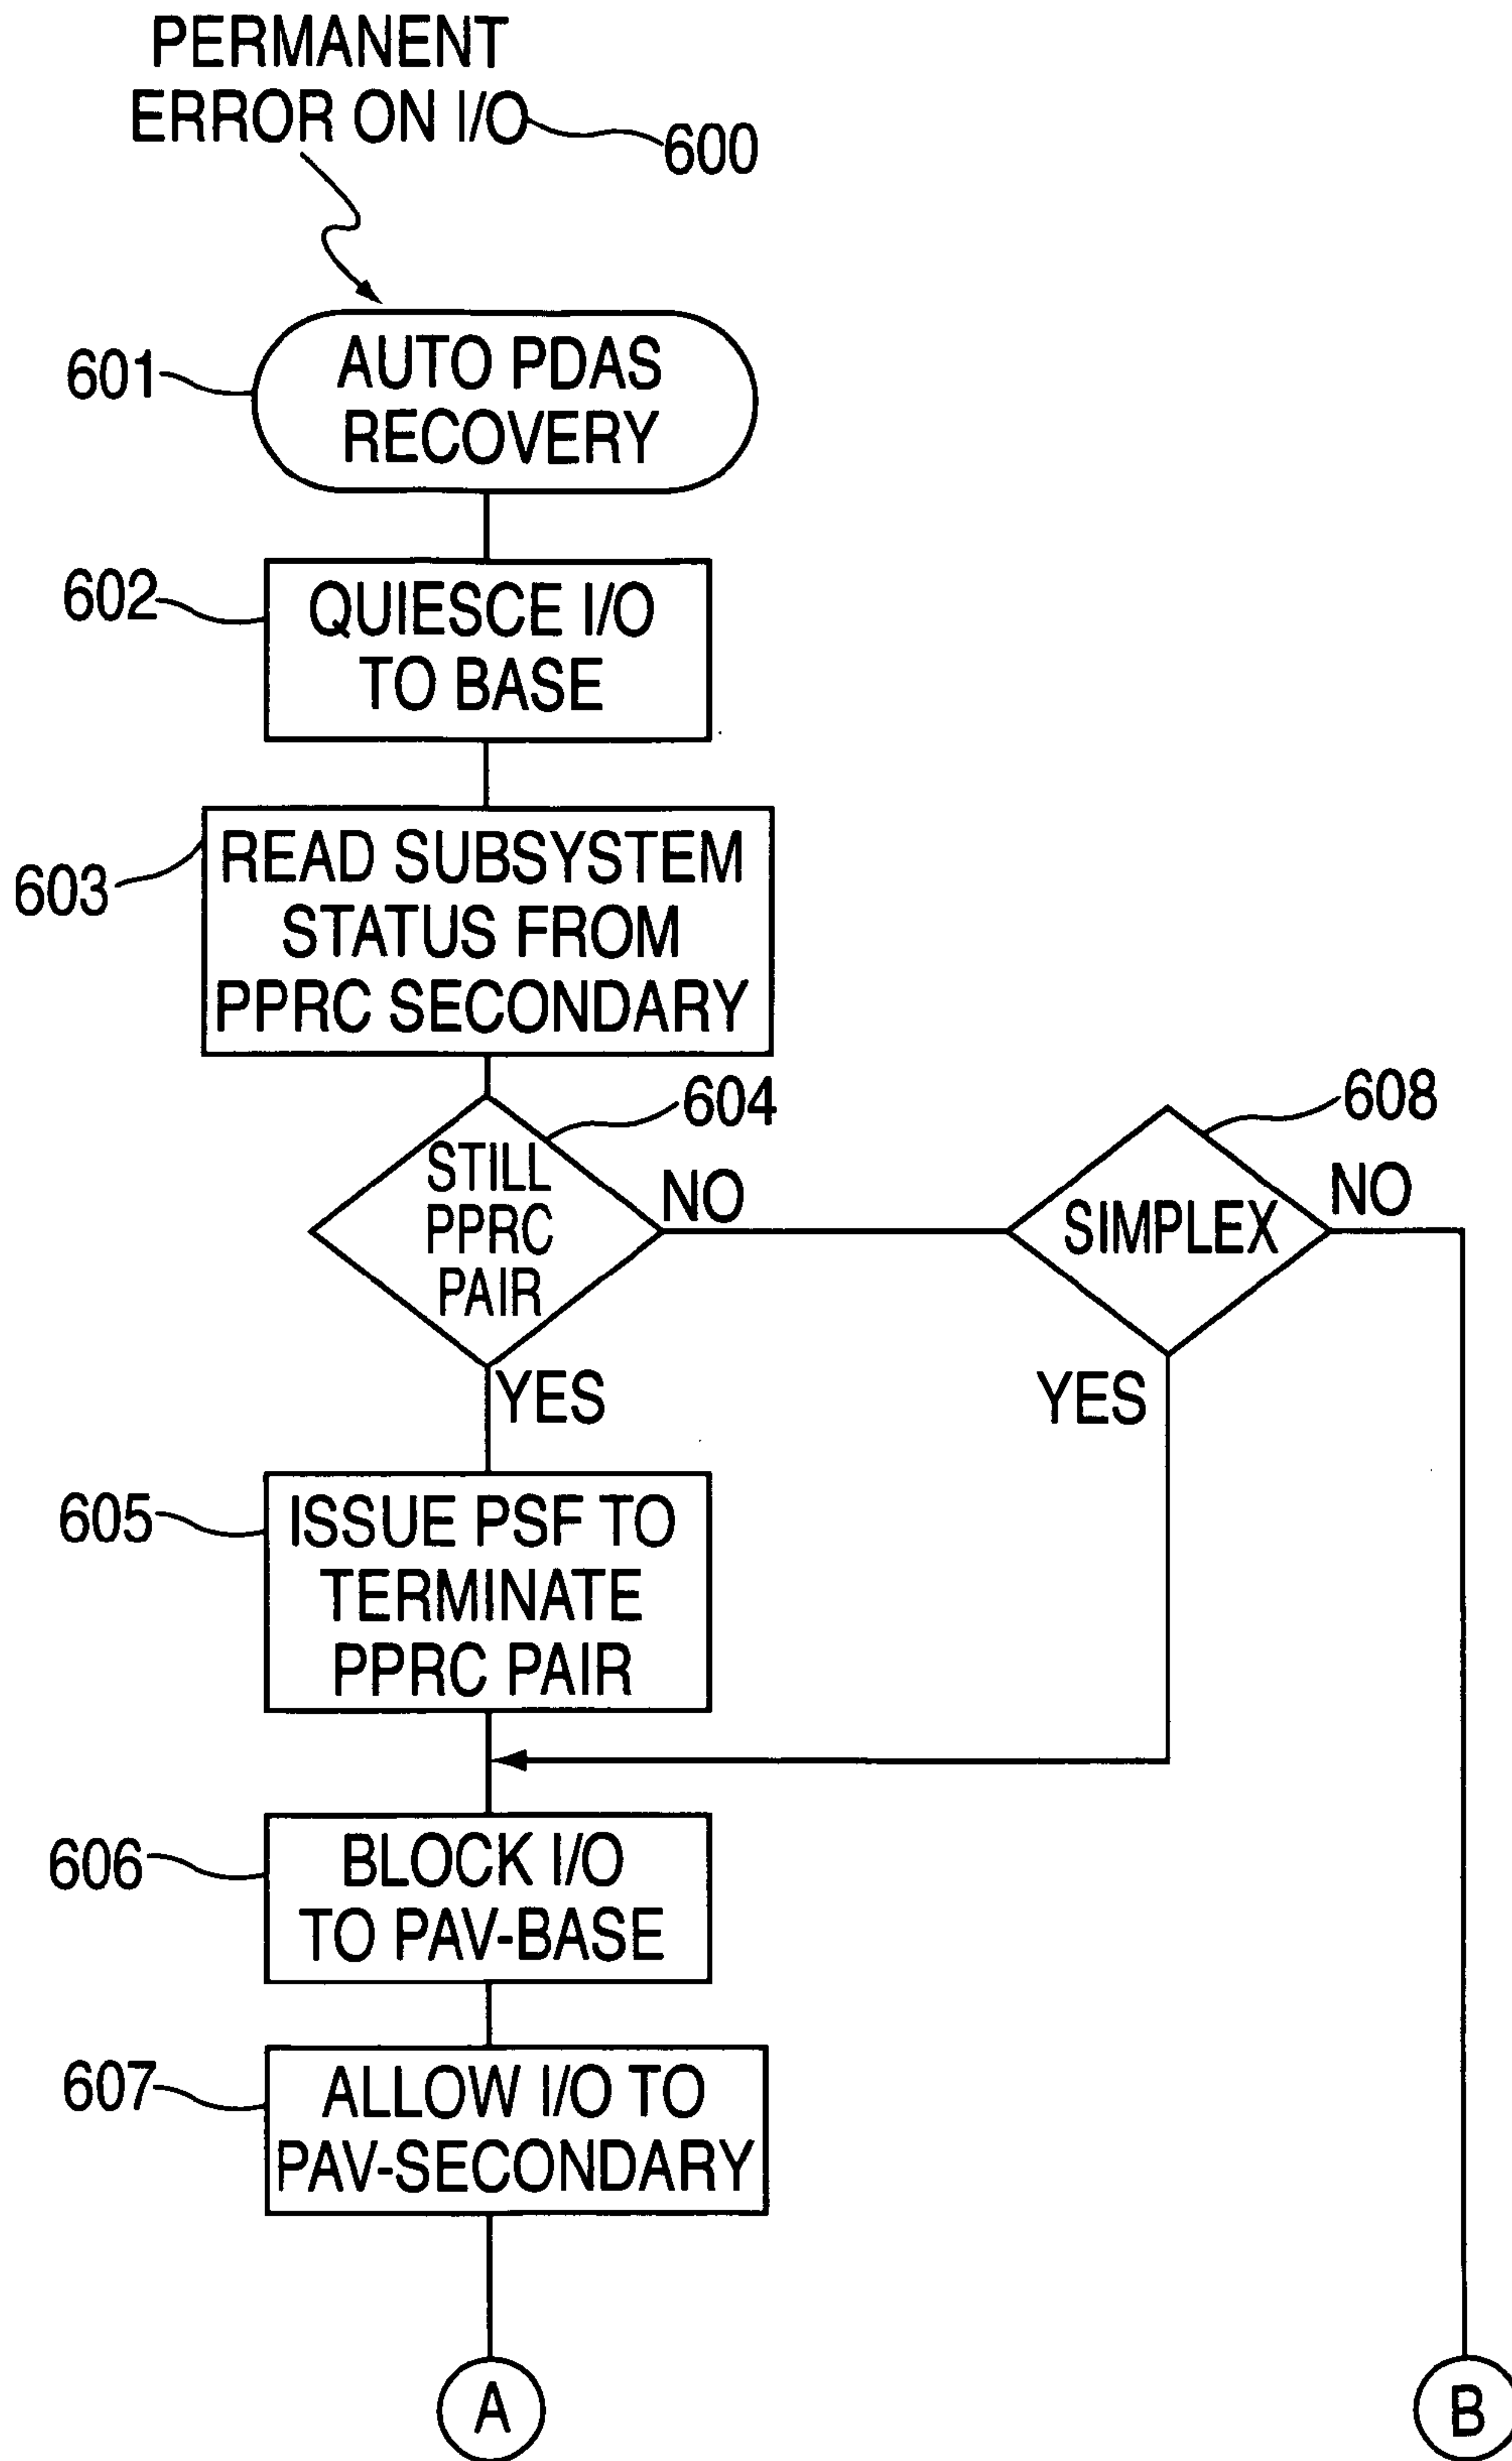 PERMANENT
ERROR ON I/O
600
601
AUTO PDAS
RECOVERY
602
QUIESCE I/O
TO BASE
603
READ SUBSYSTEM
STATUS FROM
PPRC SECONDARY
604
STILL
PPRC
PAIR
NO
YES
608
SIMPLEX
NO
YES
605
ISSUE PSF TO
TERMINATE
PPRC PAIR
606
BLOCK I/O
TO PAV-BASE
607
ALLOW I/O TO
PAV-SECONDARY
A
B